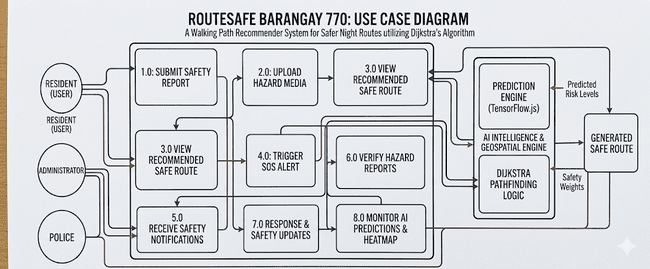 ROUTESAFE BARANGAY 770: USE CASE DIAGRAM
A Walking Path Recommender System for Safer Night Routes utilizing Dijkstra's Algorithm
RESIDENT
(USER)
RESIDENT
(USER)
ADMINISTRATOR
POLICE
1.0: SUBMIT SAFETY
REPORT
2.0: UPLOAD
HAZARD MEDIA
3.0 VIEW
RECOMMENDED
SAFE ROUTE
3.0 VIEW
RECOMMENDED
SAFE ROUTE
4.0: TRIGGER
SOS ALERT
6.0: VERIFY HAZARD
REPORTS
5.0
RECEIVE SAFETY
NOTIFICATIONS
7.0: RESPONSE &
SAFETY UPDATES
8.0 MONITOR AI
PREDICTIONS &
HEATMAP
PREDICTION
ENGINE
(TensorFlow.js)
AI INTELLIGENCE &
GEOSPATIAL ENGINE
DIJKSTRA
PATHFINDING
LOGIC
Predicted
Risk Levels
GENERATED
SAFE ROUTE
Safety
Weights